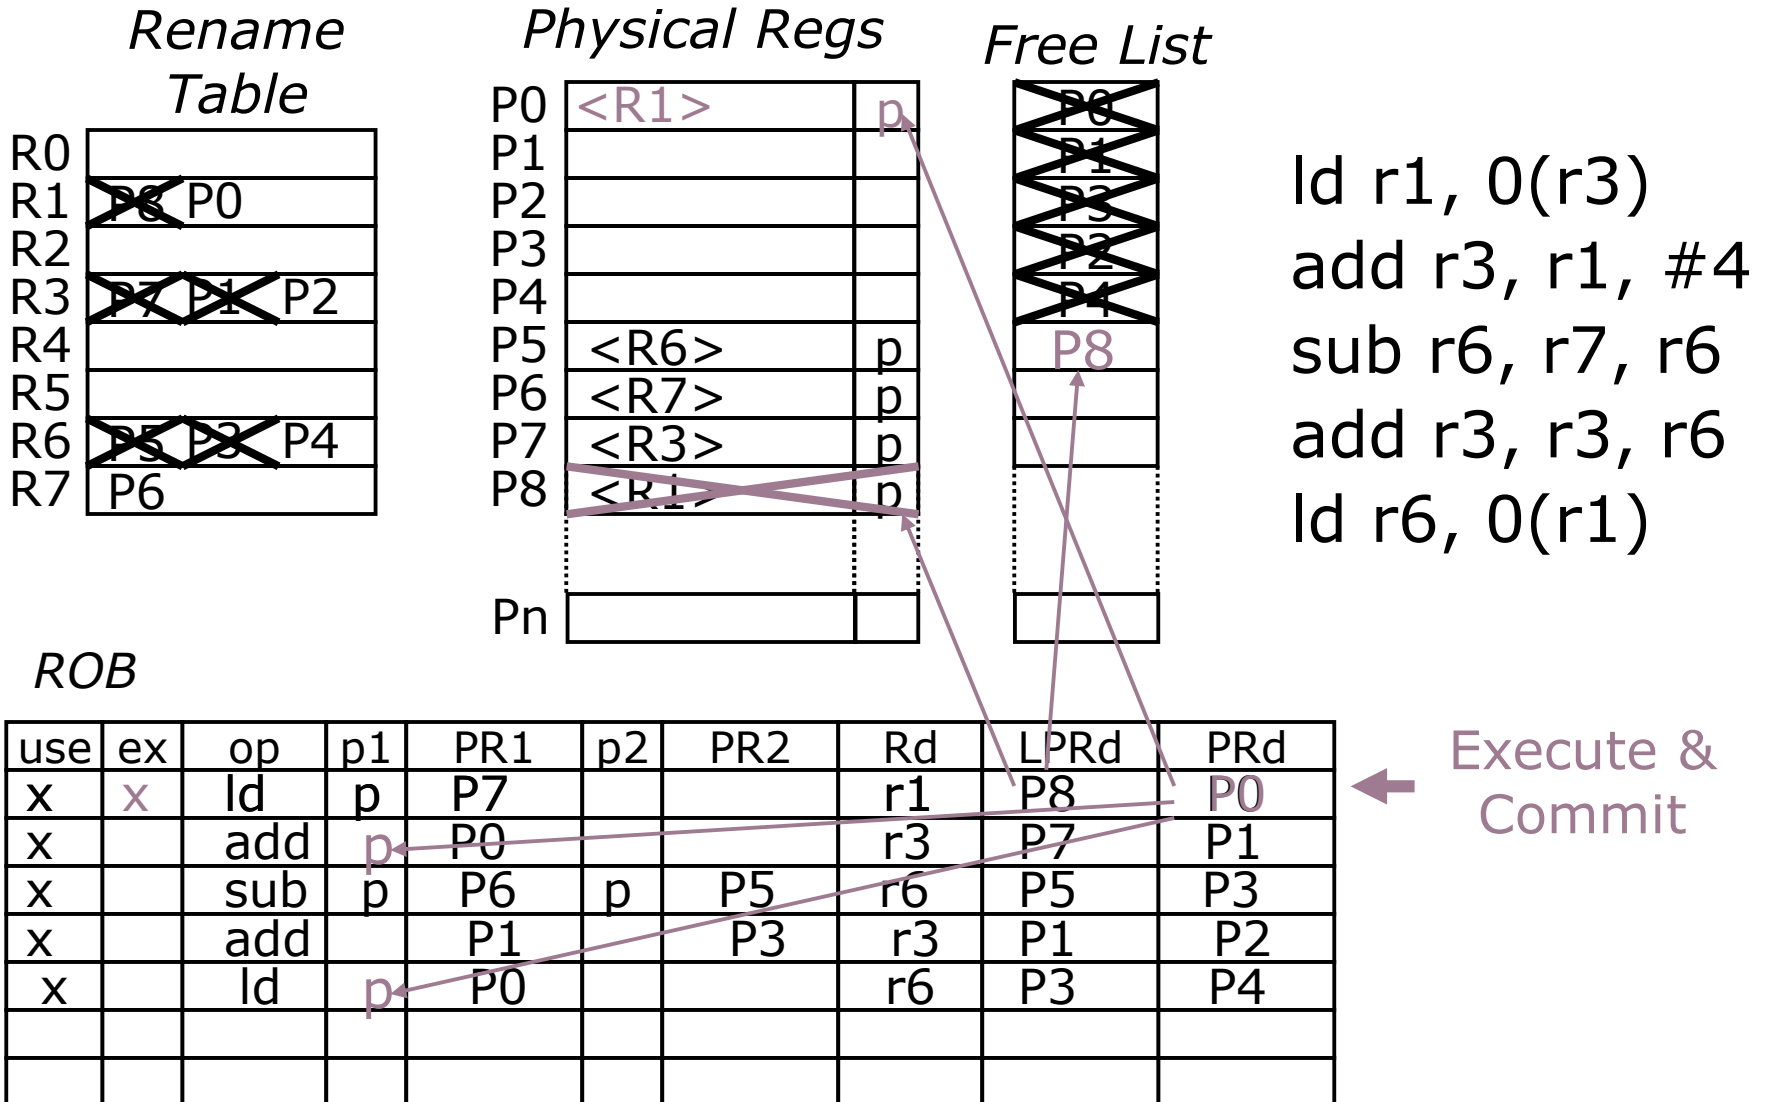 Rename
Table
Physical Regs
Free List
R0
R1 P8 P0
R2
R3 P7 P1 P2
R4
R5
R6 P5 P3 P4
R7 P6
P0 <R1> p
P1
P2
P3
P4
P5 <R6> p
P6 <R7> p
P7 <R3> p
P8 <R1> p
Pn
P0
P1
P3
P2
P4
P8
ld r1, 0(r3)
add r3, r1, #4
sub r6, r7, r6
add r3, r3, r6
ld r6, 0(r1)
ROB
use ex op p1 PR1 p2 PR2 Rd LPRd PRd
x x ld p P7 r1 P8 P0
x add p P0 r3 P7 P1
x sub p P6 p P5 r6 P5 P3
x add P1 P3 r3 P1 P2
x ld p P0 r6 P3 P4
Execute &
Commit